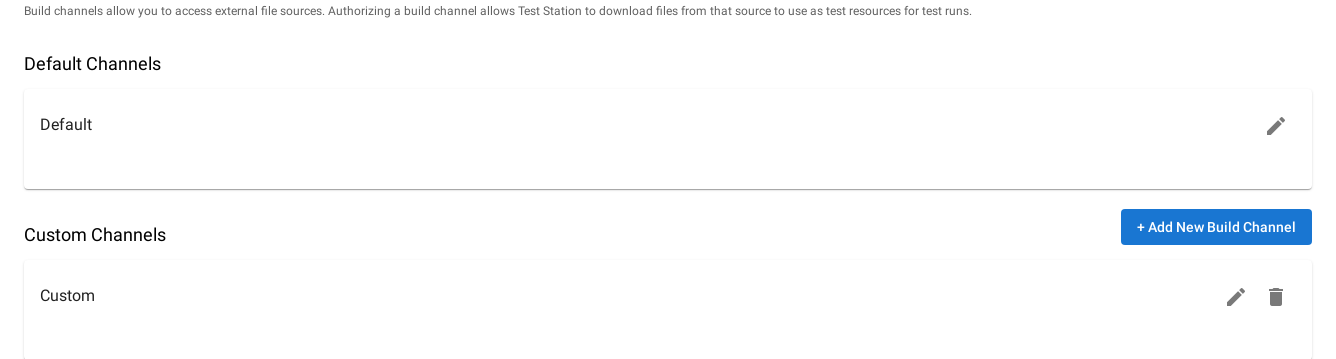 Build channels allow you to access external file sources. Authorizing a build channel allows Test Station to download files from that source to use as test resources for test runs.
Default Channels
Default
+ Add New Build Channel
Custom Channels
Custom